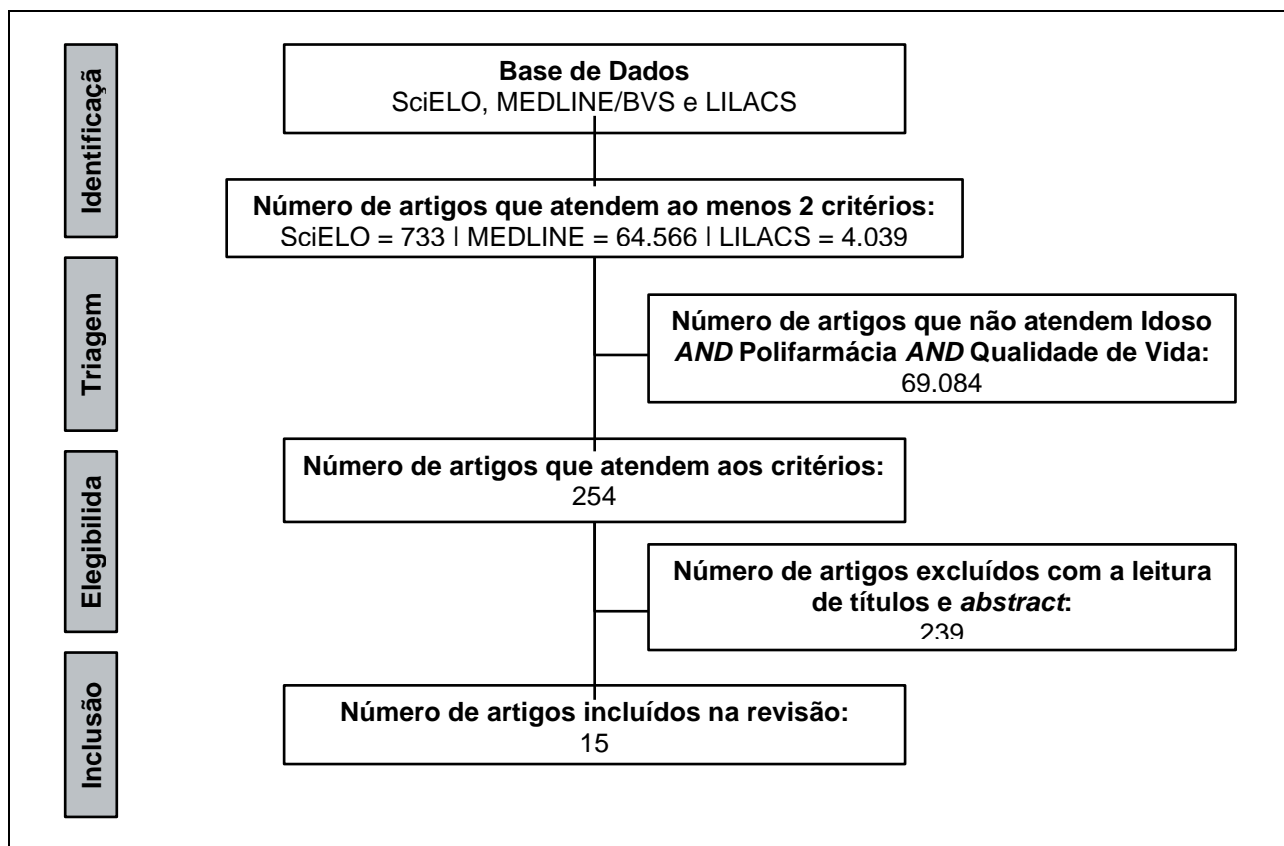 Identificaçã
Base de Dados
SciELO, MEDLINE/BVS e LILACS
Número de artigos que atendem ao menos 2 critérios:
SciELO = 733 | MEDLINE = 64.566 | LILACS = 4.039
Triagem
Número de artigos que não atendem Idoso
AND Polifarmácia AND Qualidade de Vida:
69.084
Elegibilida
Número de artigos que atendem aos critérios:
254
Número de artigos excluídos com a leitura
de títulos e abstract:
239
Inclusão
Número de artigos incluídos na revisão:
15